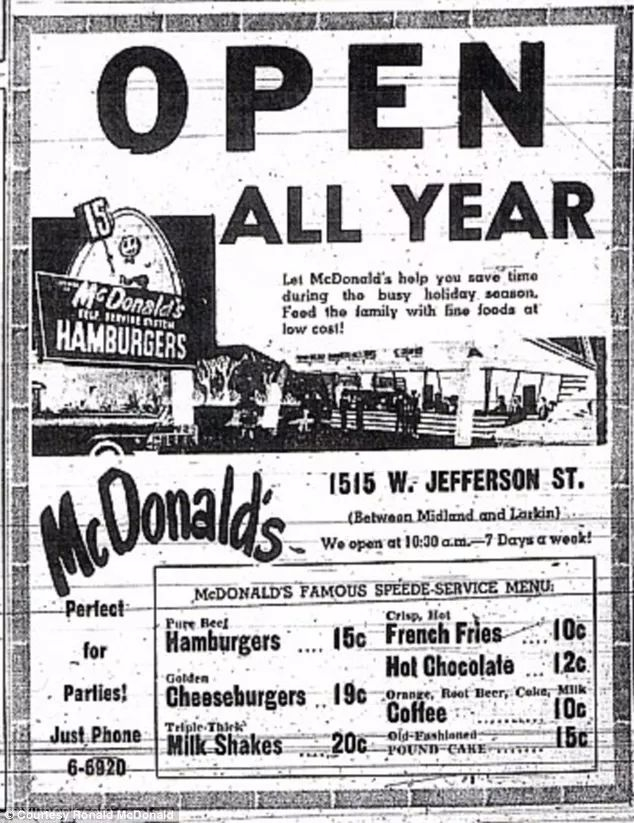 OPEN
ALL YEAR
Let McDonald's help you save time
during the busy holiday season.
Feed the family with fine foods at
low cost!
15
McDonald's
SELF SERVICE SYSTEM
HAMBURGERS
McDonald's
1515 W. JEFFERSON ST.
(Between Midland and Larkin)
We open at 10:30 a.m.—7 Days a week!
Perfect
for
Parties!
Just Phone
6-6920
McDONALD'S FAMOUS SPEEDE-SERVICE MENU:
Pure Beef
Hamburgers .... 15c
Golden
Cheeseburgers .. 19c
Triple-Thick
Milk Shakes .... 20c
Crisp, Hot
French Fries .... 10c
Hot Chocolate ... 12c
Orange, Root Beer, Coke, Milk
Coffee .......... 10c
Old-Fashioned
POUND CAKE ....... 15c
© Courtesy Ronald McDonald